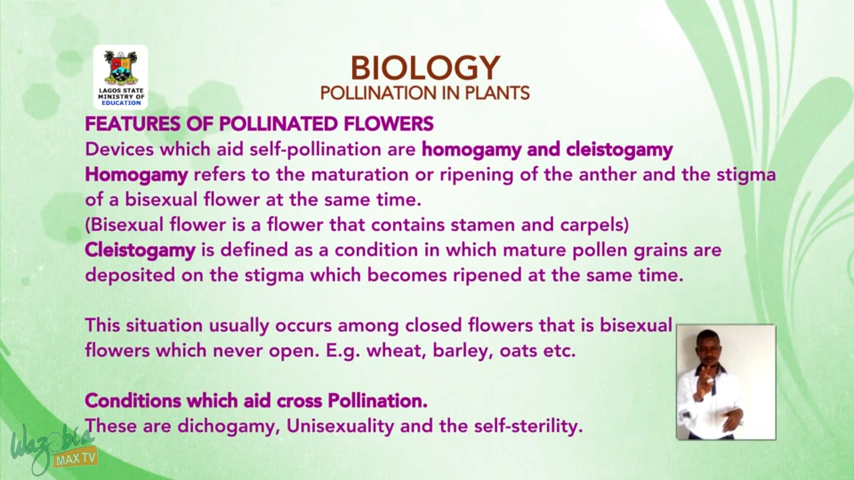 LAGOS STATE
MINISTRY OF
EDUCATION
BIOLOGY
POLLINATION IN PLANTS
FEATURES OF POLLINATED FLOWERS
Devices which aid self-pollination are homogamy and cleistogamy
Homogamy refers to the maturation or ripening of the anther and the stigma
of a bisexual flower at the same time.
(Bisexual flower is a flower that contains stamen and carpels)
Cleistogamy is defined as a condition in which mature pollen grains are
deposited on the stigma which becomes ripened at the same time.
This situation usually occurs among closed flowers that is bisexual
flowers which never open. E.g. wheat, barley, oats etc.
Conditions which aid cross Pollination.
These are dichogamy, Unisexuality and the self-sterility.
Wazobia
MAX TV